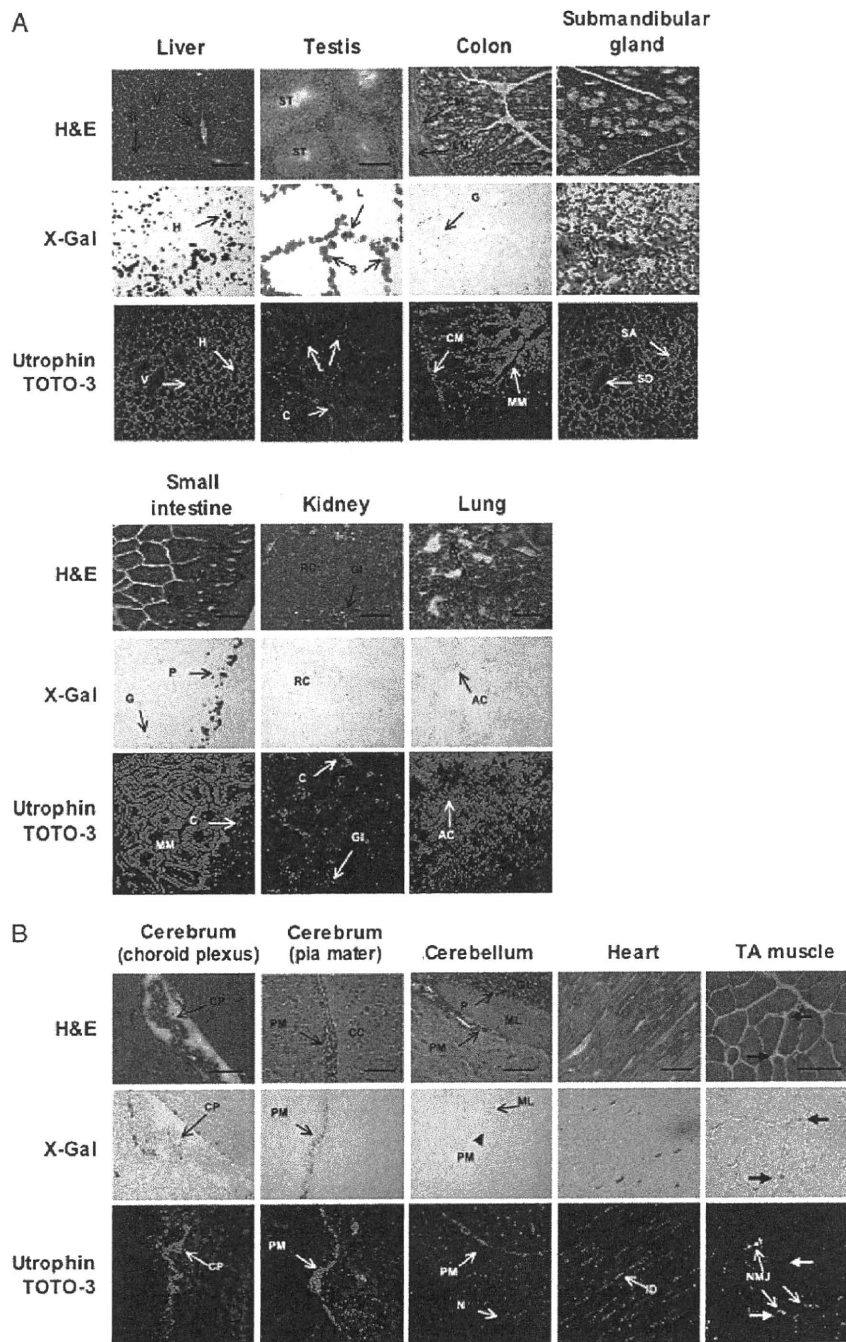 A
Liver Testis Colon Submandibular gland
H&E
ST
ST
X-Gal
H L G
S
Utrophin TOTO-3
H CM SA
V L SD
C MM
Small intestine Kidney Lung
H&E
RC GI
X-Gal
P RC AC
G
Utrophin TOTO-3
C C
MM GI AC
B
Cerebrum (choroid plexus) Cerebrum (pia mater) Cerebellum Heart TA muscle
H&E
CP PM CC P ML
PM
X-Gal
CP PM ML
PM
Utrophin TOTO-3
CP PM PM ID NMJ
N